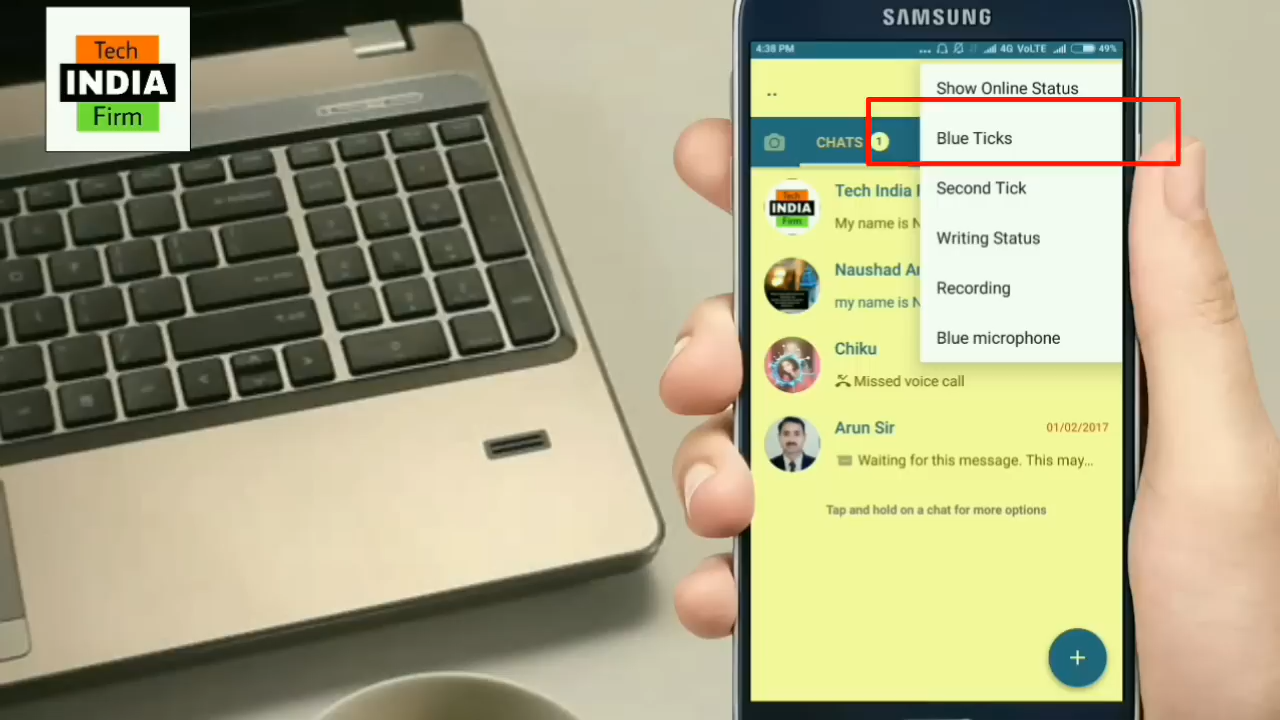 Tech
INDIA
Firm
SAMSUNG
4:38 PM
4G VoLTE
49%
..
Show Online Status
Blue Ticks
Second Tick
Writing Status
Recording
Blue microphone
CHATS 1
Tech India
My name is N
Tech
INDIA
Firm
Naushad
my name is N
Chiku
Missed voice call
Arun Sir
01/02/2017
Waiting for this message. This may...
Tap and hold on a chat for more options
+